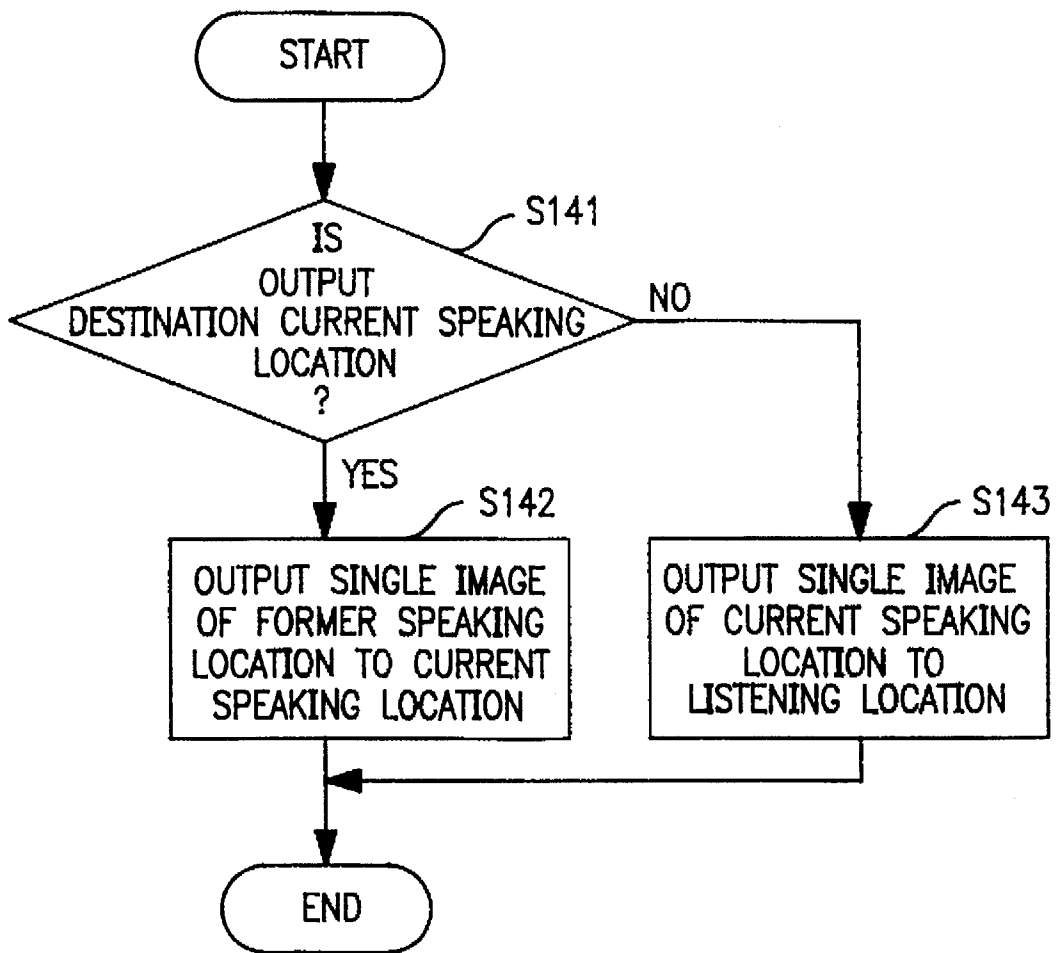 START
S141
IS
OUTPUT
DESTINATION CURRENT SPEAKING
LOCATION
?
NO
YES
S142
OUTPUT SINGLE IMAGE
OF FORMER SPEAKING
LOCATION TO CURRENT
SPEAKING LOCATION
S143
OUTPUT SINGLE IMAGE
OF CURRENT SPEAKING
LOCATION TO
LISTENING LOCATION
END